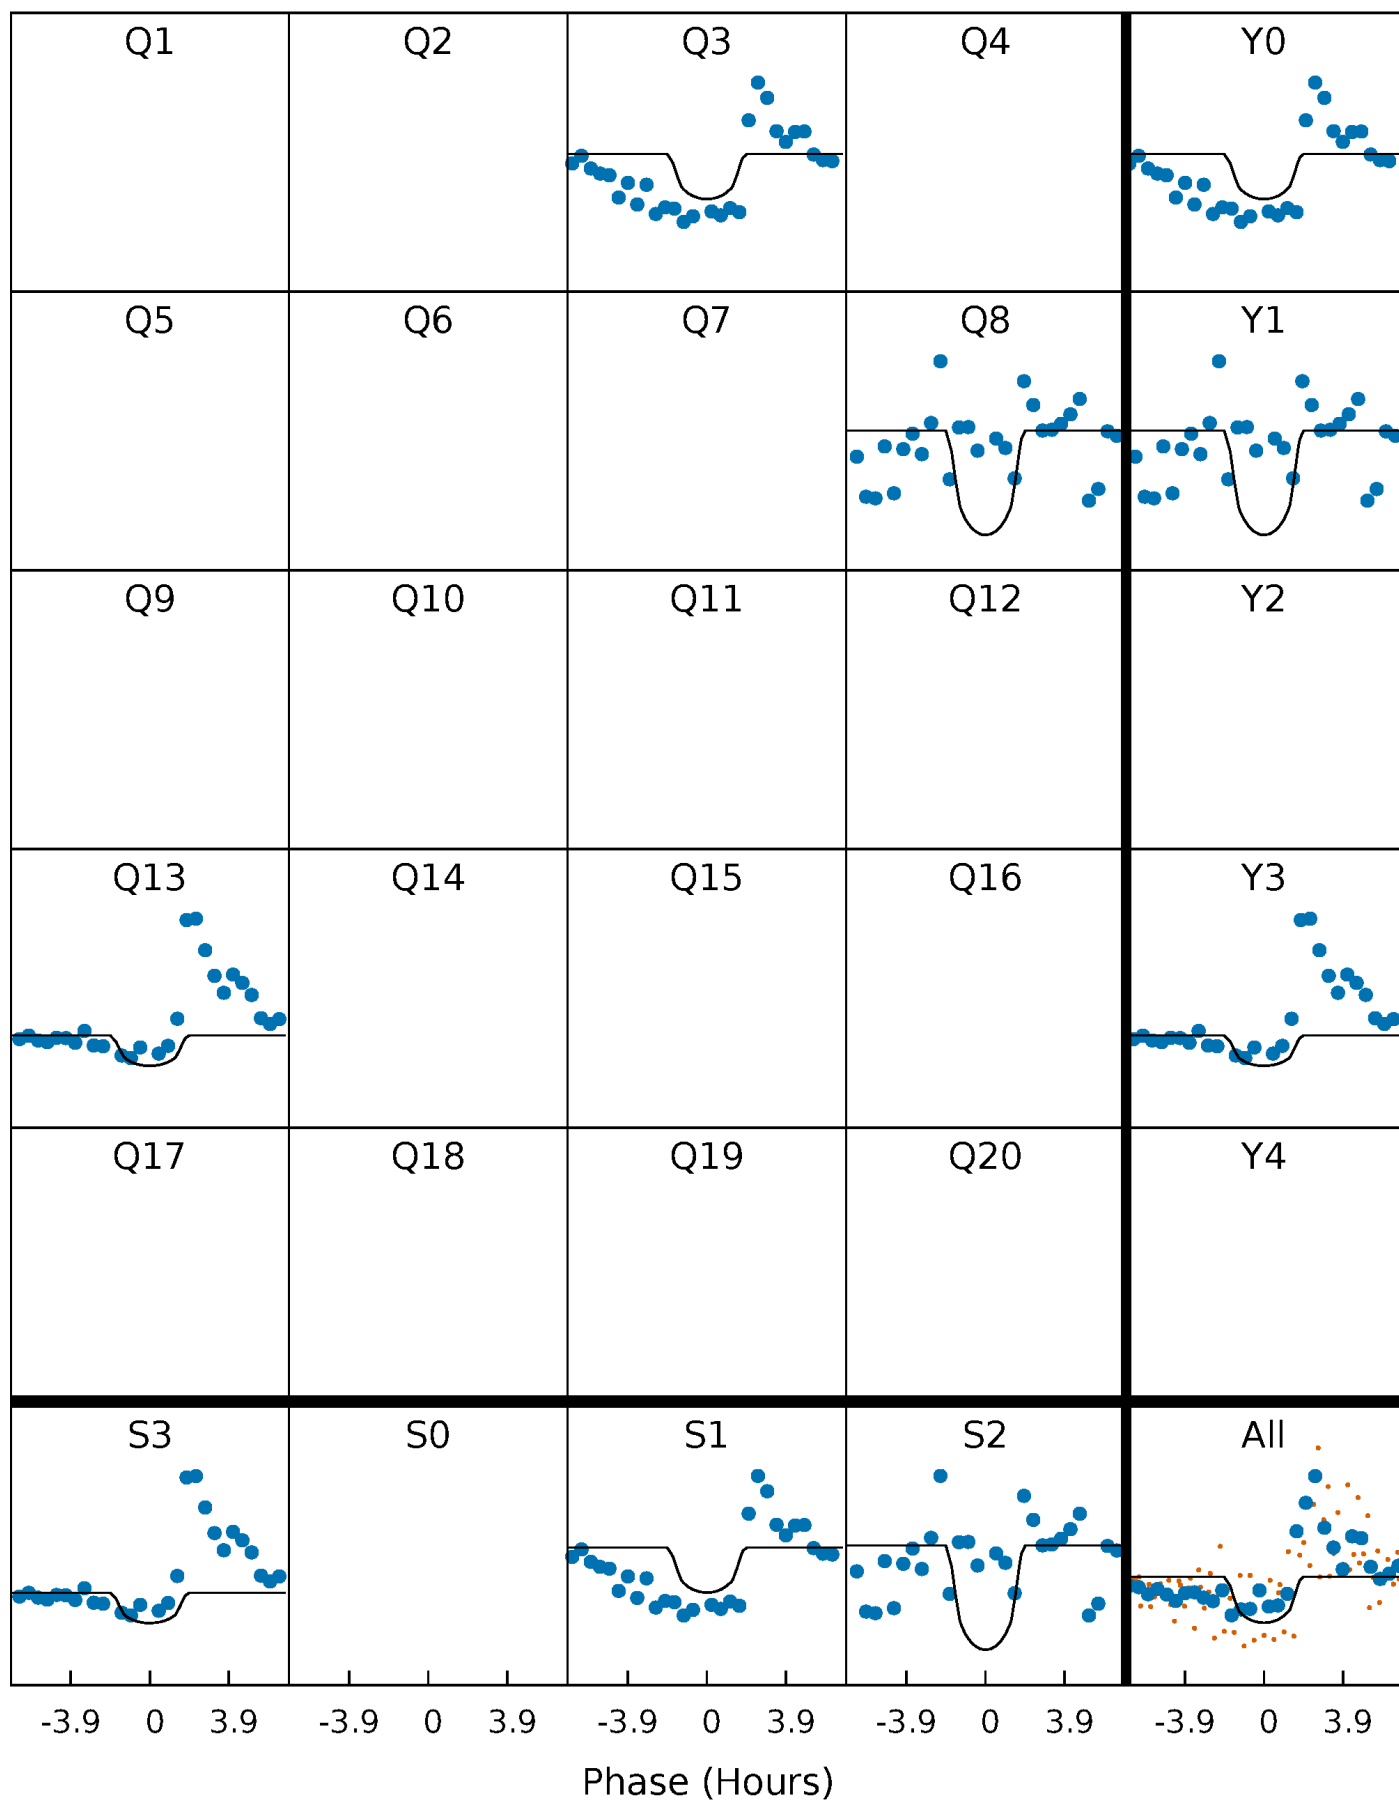 Q1 Q2 Q3 Q4 Y0
Q5 Q6 Q7 Q8 Y1
Q9 Q10 Q11 Q12 Y2
Q13 Q14 Q15 Q16 Y3
Q17 Q18 Q19 Q20 Y4
S3 S0 S1 S2 All
-3.9 0 3.9 -3.9 0 3.9 -3.9 0 3.9 -3.9 0 3.9 -3.9 0 3.9
Phase (Hours)